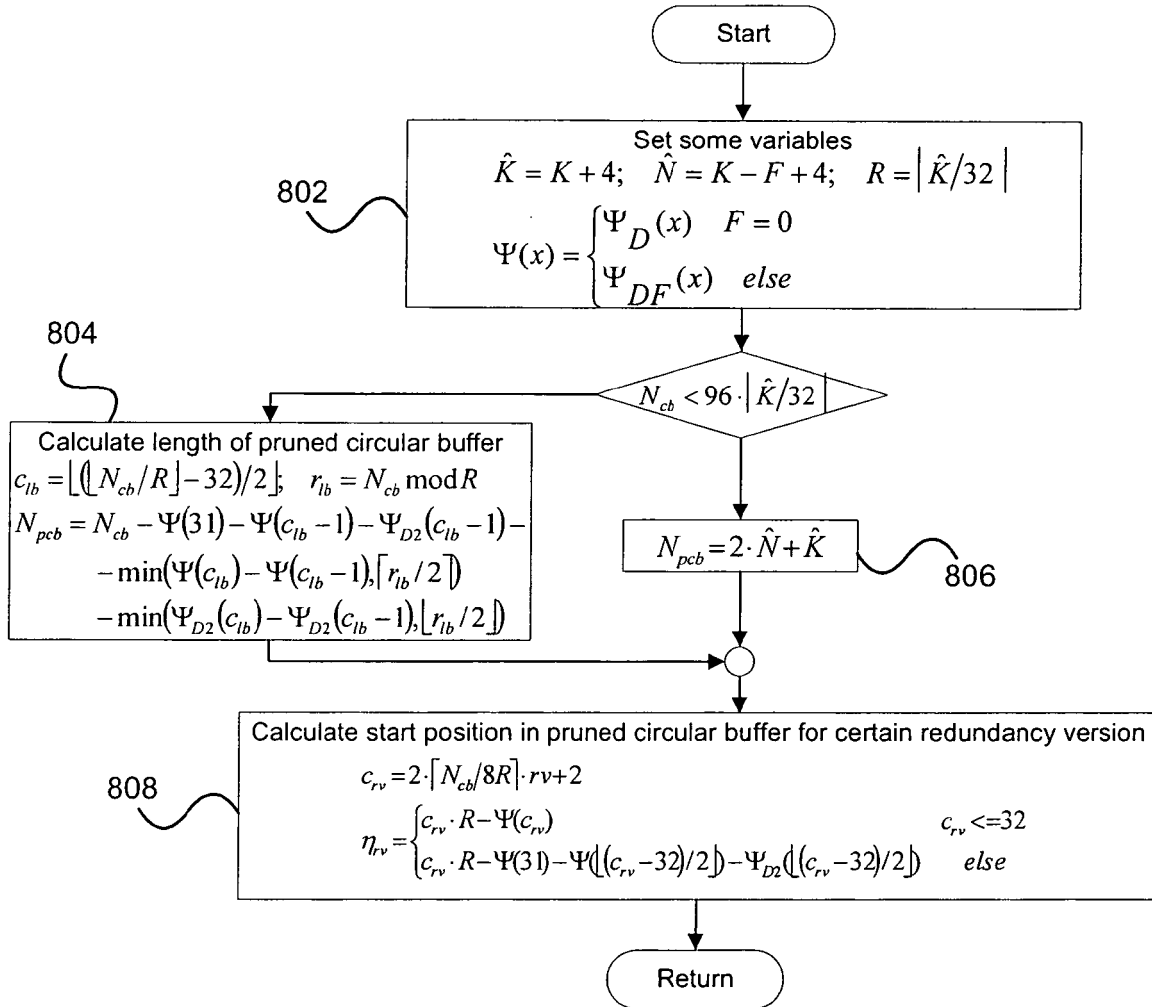 Start
Set some variables
K̂ = K + 4; N̂ = K − F + 4; R = |K̂/32|
802
Ψ(x) = { Ψ_D(x) F = 0
Ψ_DF(x) else
804
N_cb < 96 · |K̂/32|
Calculate length of pruned circular buffer
c_lb = ⌊(⌊N_cb/R⌋ − 32)/2⌋; r_lb = N_cb mod R
N_pcb = N_cb − Ψ(31) − Ψ(c_lb − 1) − Ψ_D2(c_lb − 1) −
− min(Ψ(c_lb) − Ψ(c_lb − 1), ⌈r_lb/2⌉)
− min(Ψ_D2(c_lb) − Ψ_D2(c_lb − 1), ⌊r_lb/2⌋)
N_pcb = 2 · N̂ + K̂
806
Calculate start position in pruned circular buffer for certain redundancy version
808
c_rv = 2 · ⌈N_cb/8R⌉ · rv + 2
η_rv = { c_rv · R − Ψ(c_rv) c_rv <= 32
c_rv · R − Ψ(31) − Ψ(⌊(c_rv − 32)/2⌋) − Ψ_D2(⌊(c_rv − 32)/2⌋) else
Return